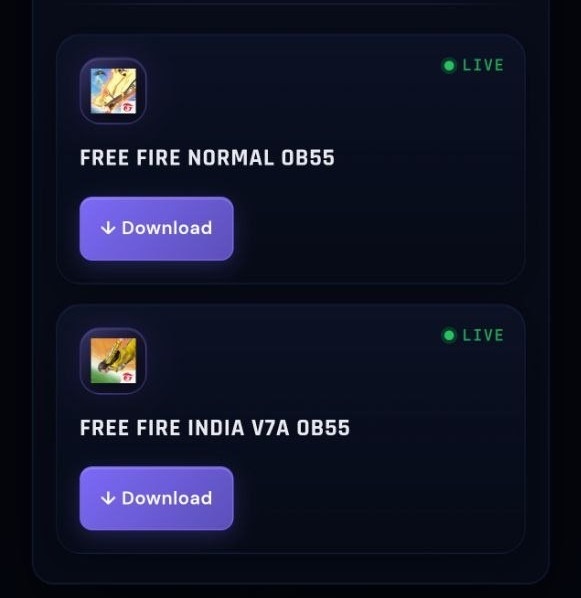 LIVE
FREE FIRE NORMAL OB55
↓ Download
LIVE
FREE FIRE INDIA V7A OB55
↓ Download